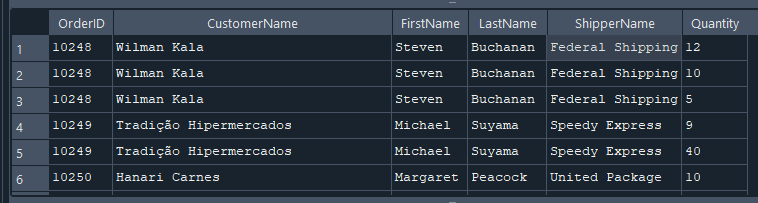 OrderID CustomerName FirstName LastName ShipperName Quantity
1 10248 Wilman Kala Steven Buchanan Federal Shipping 12
2 10248 Wilman Kala Steven Buchanan Federal Shipping 10
3 10248 Wilman Kala Steven Buchanan Federal Shipping 5
4 10249 Tradição Hipermercados Michael Suyama Speedy Express 9
5 10249 Tradição Hipermercados Michael Suyama Speedy Express 40
6 10250 Hanari Carnes Margaret Peacock United Package 10